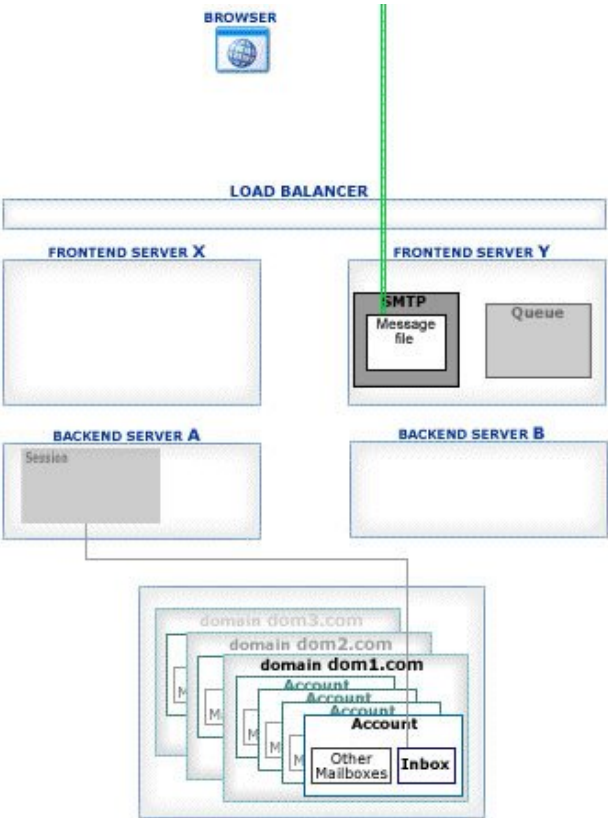 BROWSER
LOAD BALANCER
FRONTEND SERVER X
FRONTEND SERVER Y
SMTP
Message
file
Queue
BACKEND SERVER A
BACKEND SERVER B
Session
domain dom3.com
domain dom2.com
domain dom1.com
Account
Account
Account
Account
M
M
M
M
M
Other
Mailboxes
Inbox